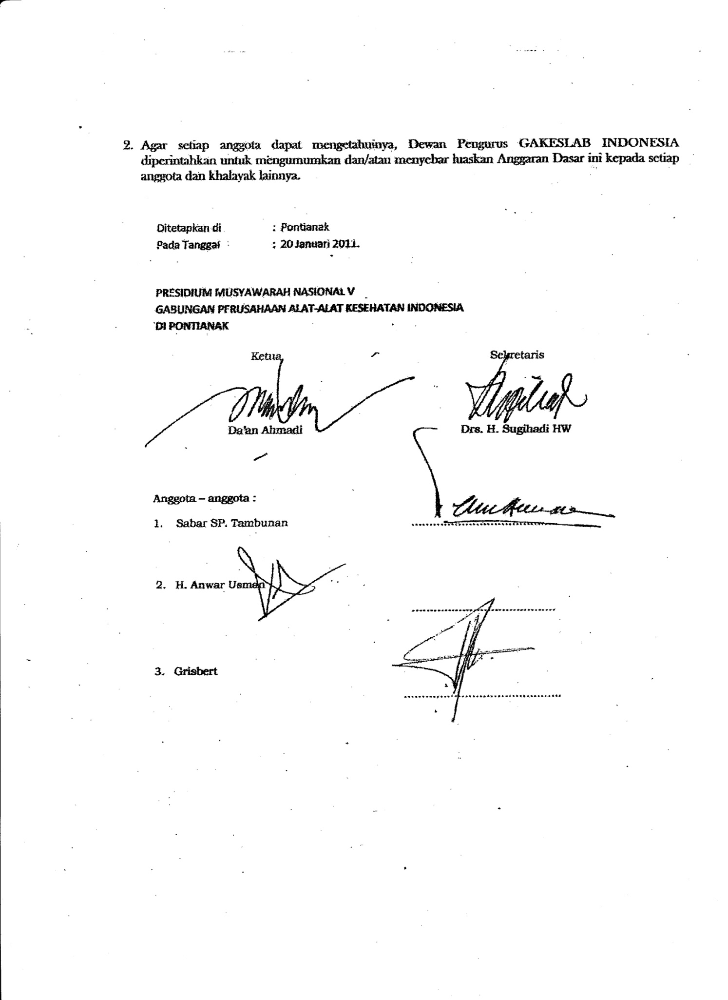 2. Agar setiap anggota dapat mengetahuinya, Dewan Pengurus GAKESLAB INDONESIA
diperintahkan untuk mengumumkan dan/atau menyebar luaskan Anggaran Dasar ini kepada setiap
anggota dan khalayak lainnya.
Ditetapkan di : Pontianak
Pada Tanggal : 20 Januari 2011.
PRESIDIUM MUSYAWARAH NASIONAL V
GABUNGAN PERUSAHAAN ALAT-ALAT KESEHATAN INDONESIA
DI PONTIANAK
Ketua Sekretaris
Da'an Ahmadi Drs. H. Sugihadi HW
Anggota – anggota :
1. Sabar SP. Tambunan
2. H. Anwar Usman
3. Grisbert